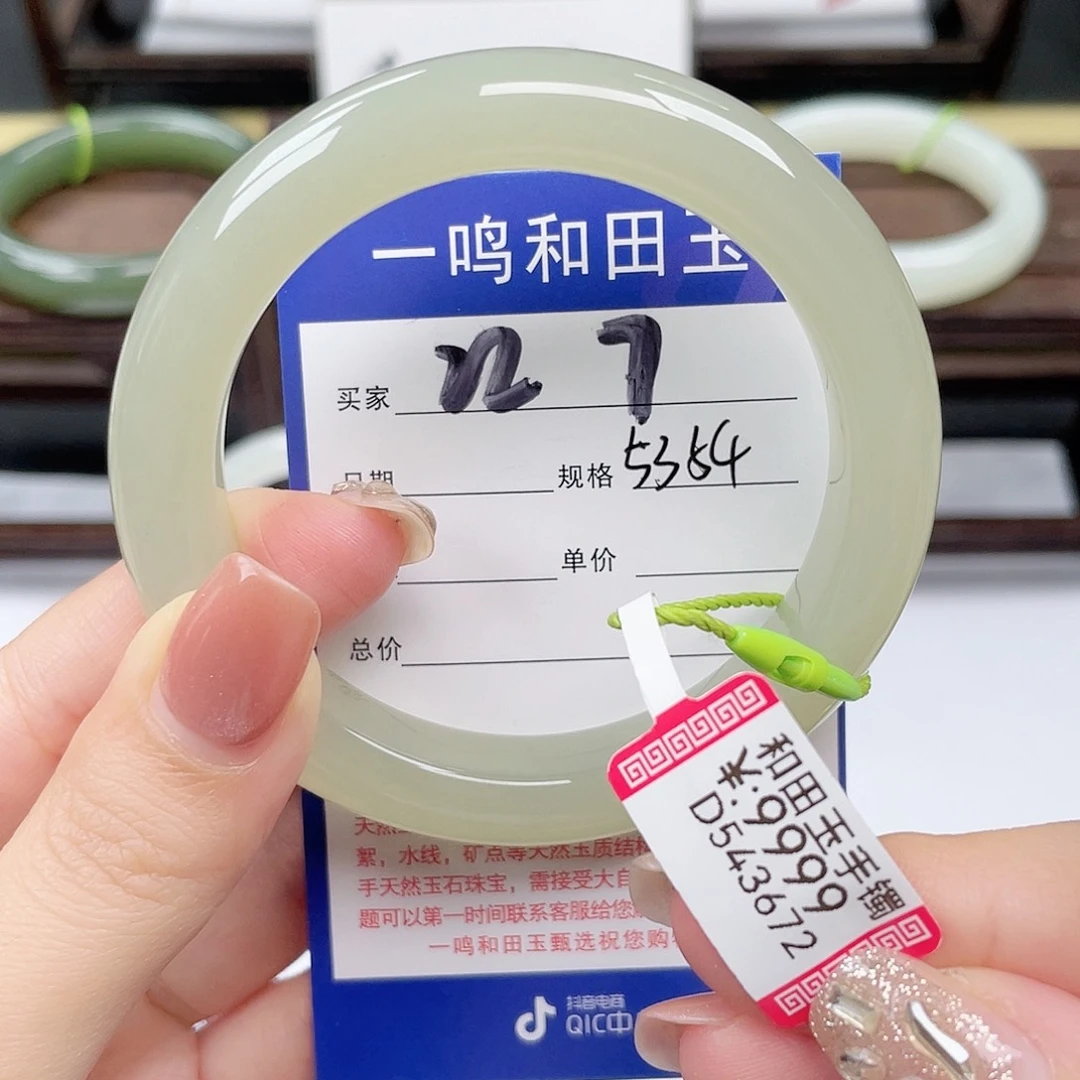 一鸣和田玉
买家
7
日期
规格 5354
单价
总价
絮，水线，矿点等天然玉质结构
手天然玉石珠宝，需接受大自
题可以第一时间联系客服给您
一鸣和田玉甄选祝您购
抖音电商
QIC中
和田玉手镯
:9999
D:543672